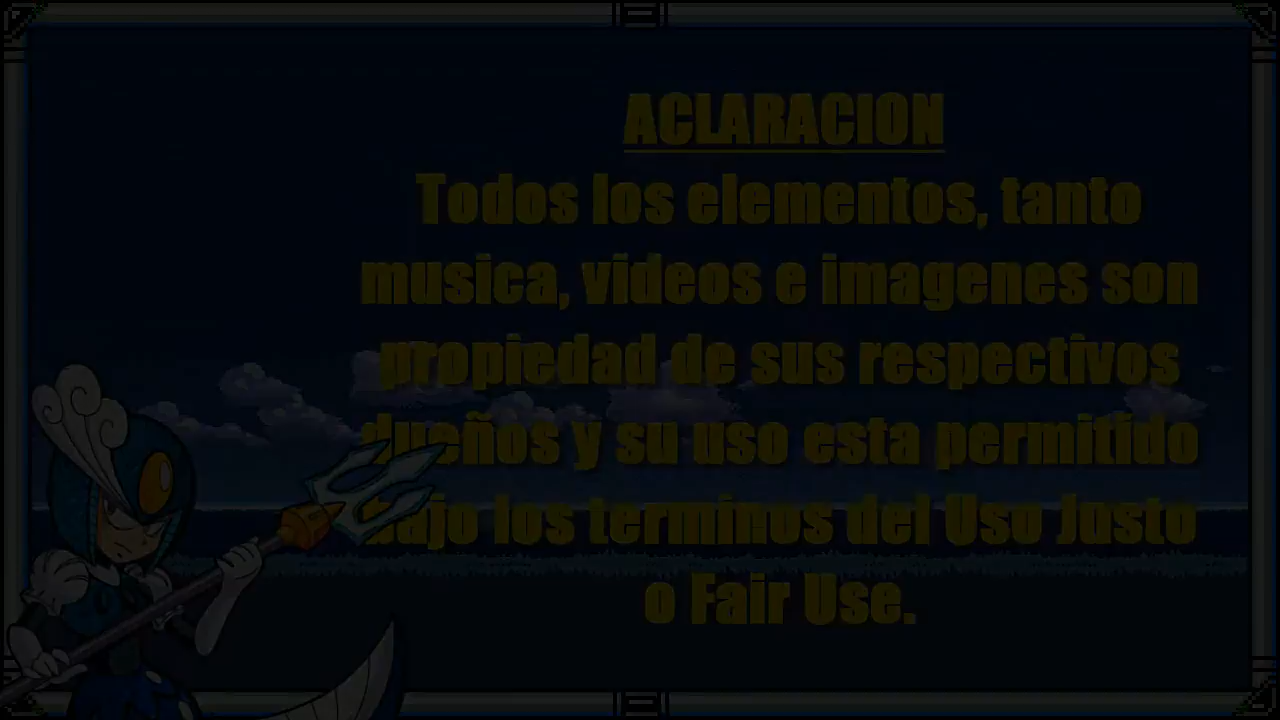 ACLARACION
Todos los elementos, tanto
musica, videos e imagenes son
propiedad de sus respectivos
dueños y su uso esta permitido
bajo los terminos del Uso Justo
o Fair Use.